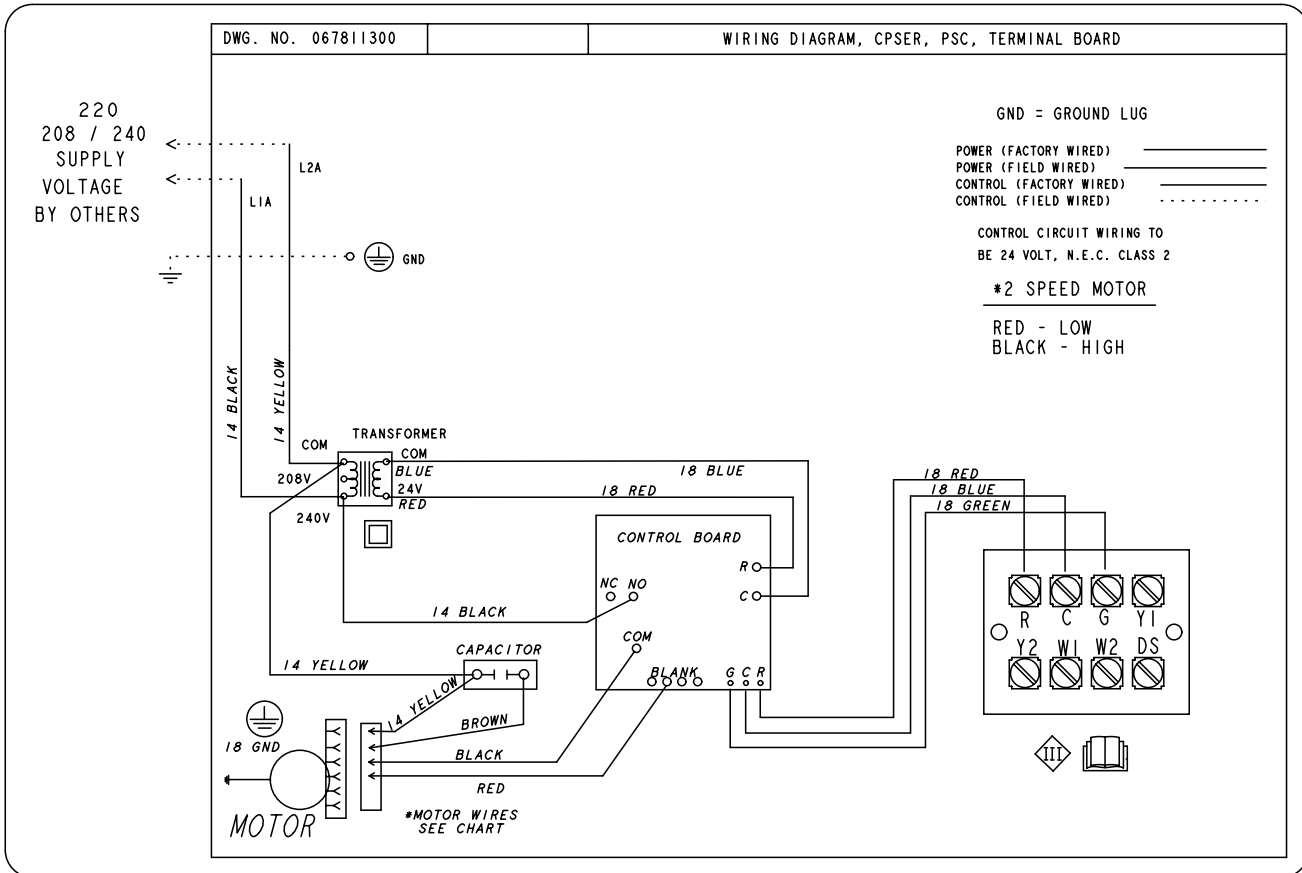 DWG. NO. 067811300
WIRING DIAGRAM, CPSER, PSC, TERMINAL BOARD
220
208 / 240
SUPPLY
VOLTAGE
BY OTHERS
L2A
L1A
GND
GND = GROUND LUG
POWER (FACTORY WIRED)
POWER (FIELD WIRED)
CONTROL (FACTORY WIRED)
CONTROL (FIELD WIRED)
CONTROL CIRCUIT WIRING TO
BE 24 VOLT, N.E.C. CLASS 2
*2 SPEED MOTOR
RED - LOW
BLACK - HIGH
14 BLACK
14 YELLOW
TRANSFORMER
COM
COM
BLUE
208V
24V
RED
240V
18 BLUE
18 RED
18 RED
18 BLUE
18 GREEN
CONTROL BOARD
R
C
NC NO
COM
BLANK
G C R
14 BLACK
CAPACITOR
14 YELLOW
14 YELLOW
BROWN
BLACK
RED
18 GND
MOTOR
*MOTOR WIRES
SEE CHART
R C G Y1
Y2 W1 W2 DS
III